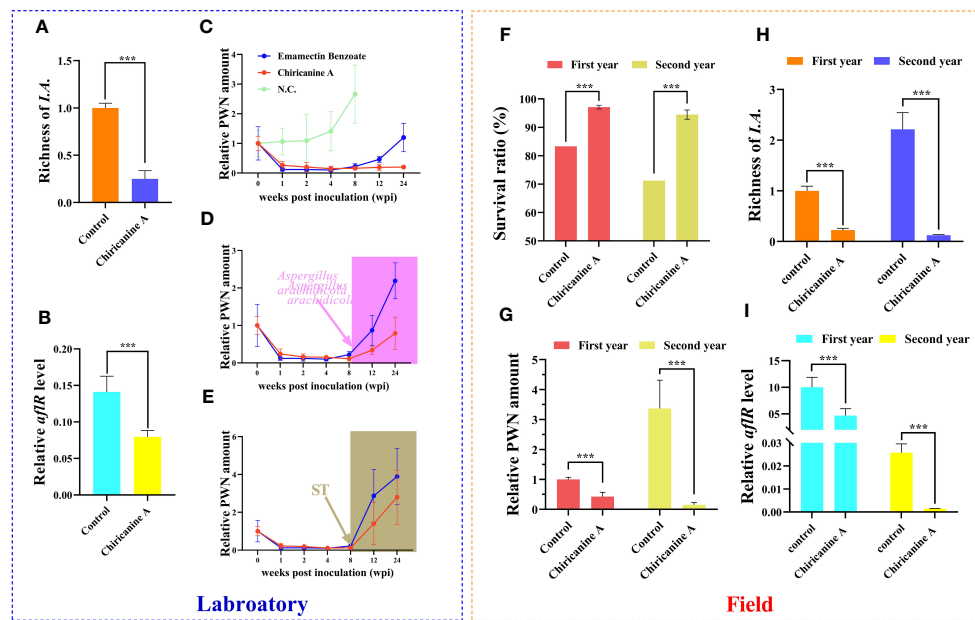 A
Richness of I.A.
1.5
1.0
0.5
0.0
***
Control
Chiricanine A
B
Relative aflR level
0.20
0.15
0.10
0.05
0.00
***
Control
Chiricanine A
C
Relative PWN amount
4
3
2
1
0
Emamectin Benzoate
Chiricanine A
N.C.
0 1 2 4 8 12 24
weeks post inoculation (wpi)
D
Relative PWN amount
3
2
1
0
Aspergillus
arachidicola
Aspergillus
arachidicola
0 1 2 4 8 12 24
weeks post inoculation (wpi)
E
Relative PWN amount
6
4
2
0
ST
0 1 2 4 8 12 24
weeks post inoculation (wpi)
Labroatory
F
First year Second year
Survival ratio (%)
100
90
80
70
60
50
*** ***
Control
Chiricanine A
Control
Chiricanine A
G
First year Second year
Relative PWN amount
5
4
3
2
1
0
*** ***
Control
Chiricanine A
Control
Chiricanine A
H
First year Second year
Richness of I.A.
3
2
1
0
*** ***
control
Chiricanine A
Control
Chiricanine A
I
First year Second year
Relative aflR level
10
05
0.03
0.02
0.01
0.00
*** ***
Control
Chiricanine A
control
Chiricanine A
Field